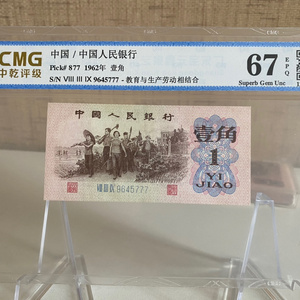 CMG
中乾评级
中国 / 中国人民银行
Pick# 877 1962年 壹角
S/N VIII III IX 9645777 - 教育与生产劳动相结合
67
EPQ
Superb Gem Unc
中国人民银行
壹角
1
YI
JIAO
VIII III IX 9645777